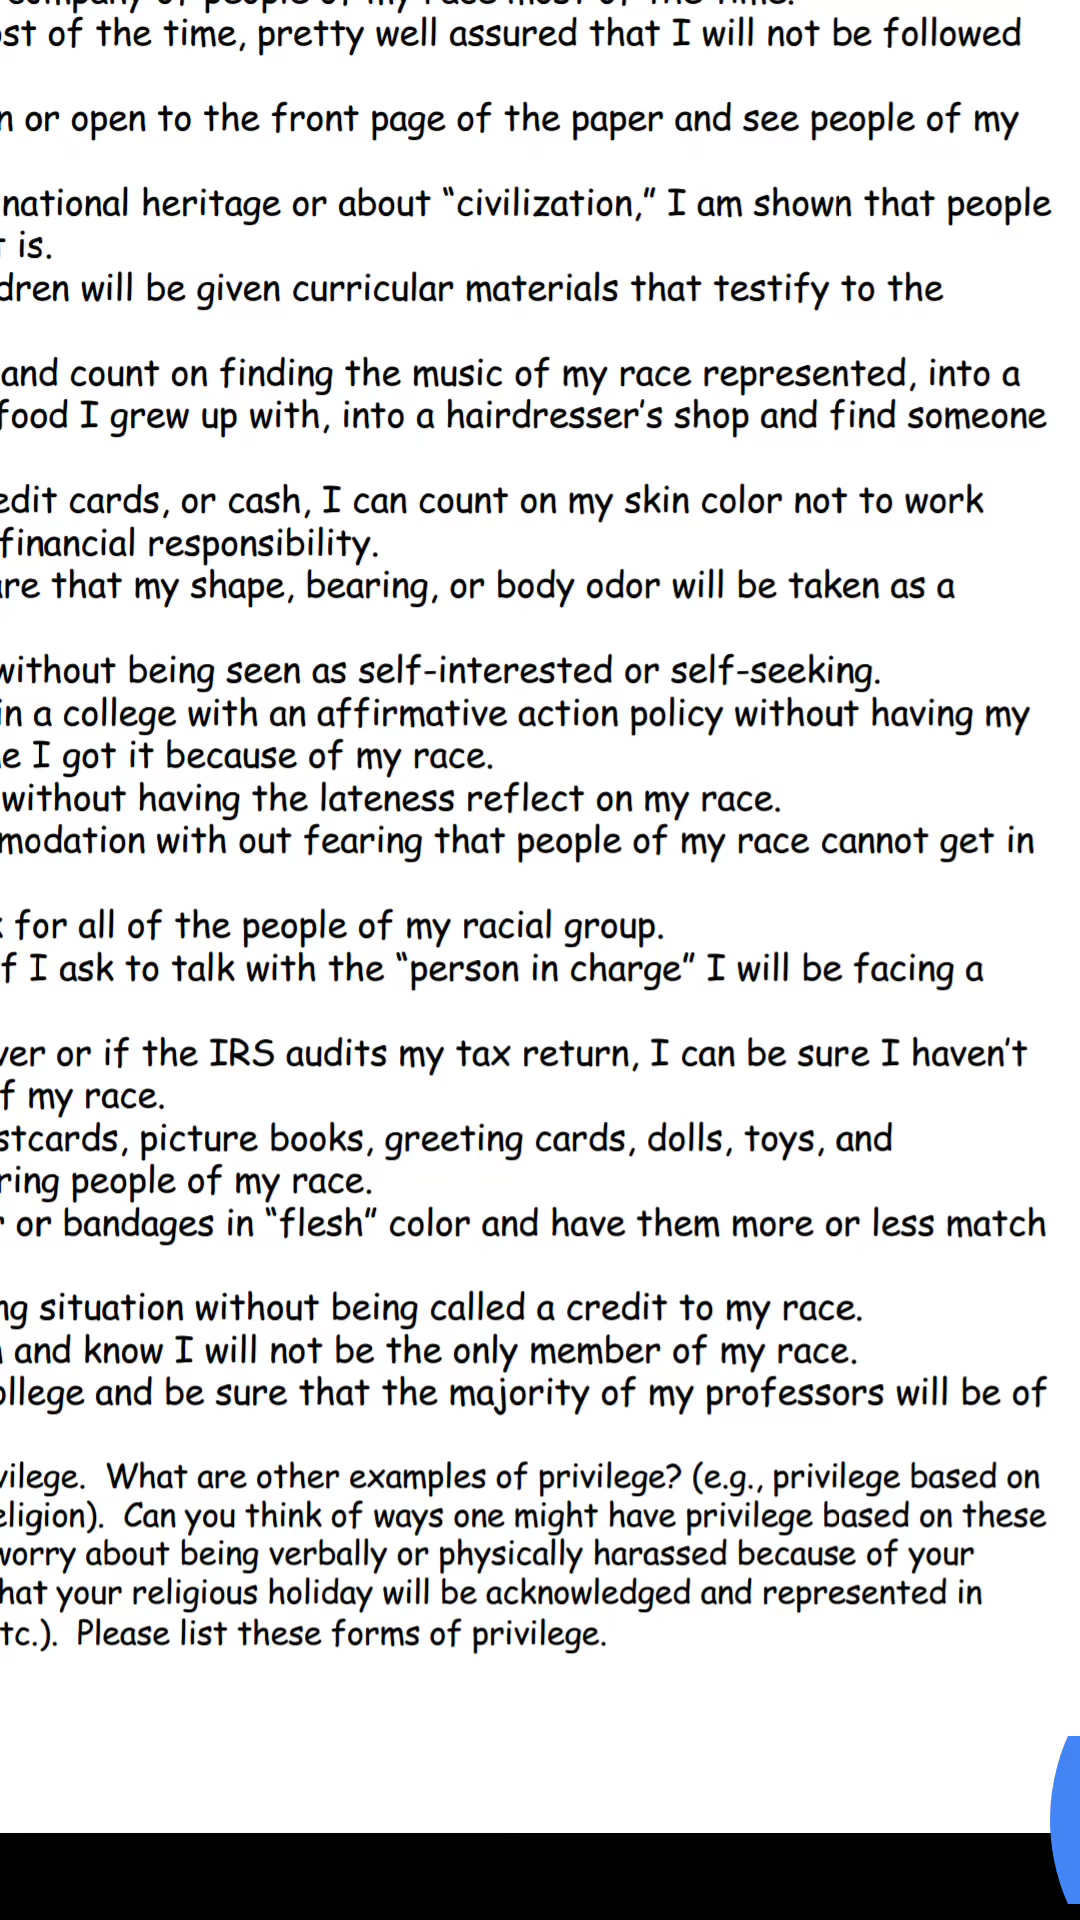 company of people of my race most of the time.
of the time, pretty well assured that I will not be followed
or open to the front page of the paper and see people of my
national heritage or about “civilization,” I am shown that people
is.
will be given curricular materials that testify to the
and count on finding the music of my race represented, into a
food I grew up with, into a hairdresser’s shop and find someone
cards, or cash, I can count on my skin color not to work
financial responsibility.
that my shape, bearing, or body odor will be taken as a
without being seen as self-interested or self-seeking.
in a college with an affirmative action policy without having my
I got it because of my race.
without having the lateness reflect on my race.
modation with out fearing that people of my race cannot get in
for all of the people of my racial group.
I ask to talk with the “person in charge” I will be facing a
ver or if the IRS audits my tax return, I can be sure I haven’t
f my race.
stcards, picture books, greeting cards, dolls, toys, and
ring people of my race.
or bandages in “flesh” color and have them more or less match
ng situation without being called a credit to my race.
and know I will not be the only member of my race.
ollege and be sure that the majority of my professors will be of
vilege. What are other examples of privilege? (e.g., privilege based on
eligion). Can you think of ways one might have privilege based on these
worry about being verbally or physically harassed because of your
hat your religious holiday will be acknowledged and represented in
tc.). Please list these forms of privilege.